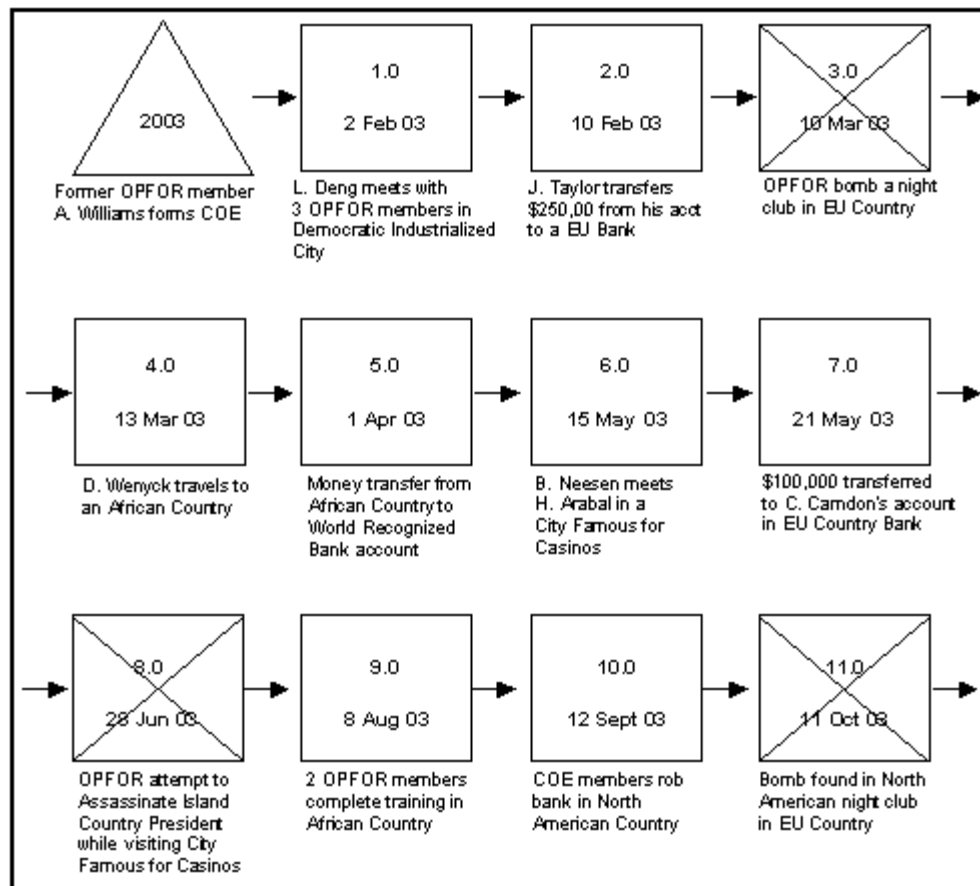 2003
Former OPFOR member
A. Williams forms COE
1.0
2 Feb 03
L. Deng meets with
3 OPFOR members in
Democratic Industrialized
City
2.0
10 Feb 03
J. Taylor transfers
$250,00 from his acct
to a EU Bank
3.0
10 Mar 03
OPFOR bomb a night
club in EU Country
4.0
13 Mar 03
D. Wenyck travels to
an African Country
5.0
1 Apr 03
Money transfer from
African Country to
World Recognized
Bank account
6.0
15 May 03
B. Neesen meets
H. Arabal in a
City Famous for
Casinos
7.0
21 May 03
$100,000 transferred
to C. Camdon's account
in EU Country Bank
8.0
28 Jun 03
OPFOR attempt to
Assassinate Island
Country President
while visiting City
Famous for Casinos
9.0
8 Aug 03
2 OPFOR members
complete training in
African Country
10.0
12 Sept 03
COE members rob
bank in North
American Country
11.0
11 Oct 03
Bomb found in North
American night club
in EU Country